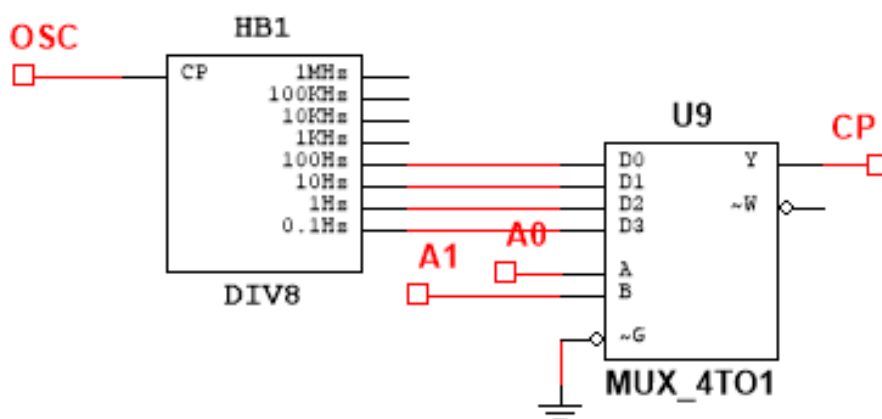 OSC
HB1
CP
1MHz
100KHz
10KHz
1KHz
100Hz
10Hz
1Hz
0.1Hz
DIV8
A1
A0
U9
D0
D1
D2
D3
A
B
~G
Y
~W
MUX_4TO1
CP